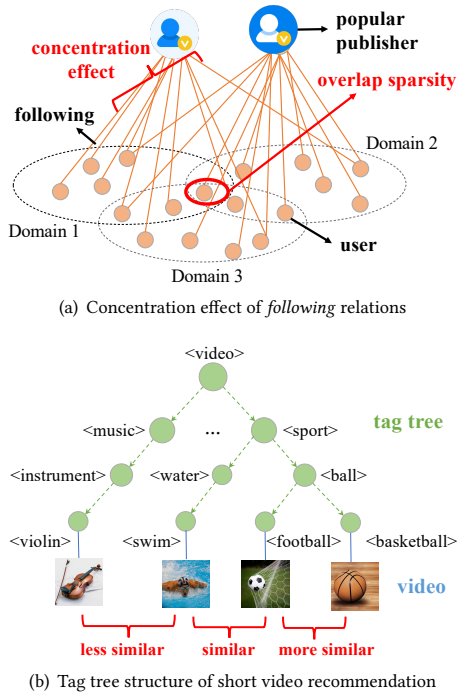 concentration
effect
popular
publisher
overlap sparsity
following
Domain 2
Domain 1
user
Domain 3
(a) Concentration effect of following relations
<video>
<music>
...
<sport>
tag tree
<instrument>
<water>
<ball>
<violin>
<swim>
<football>
<basketball>
video
less similar
similar
more similar
(b) Tag tree structure of short video recommendation